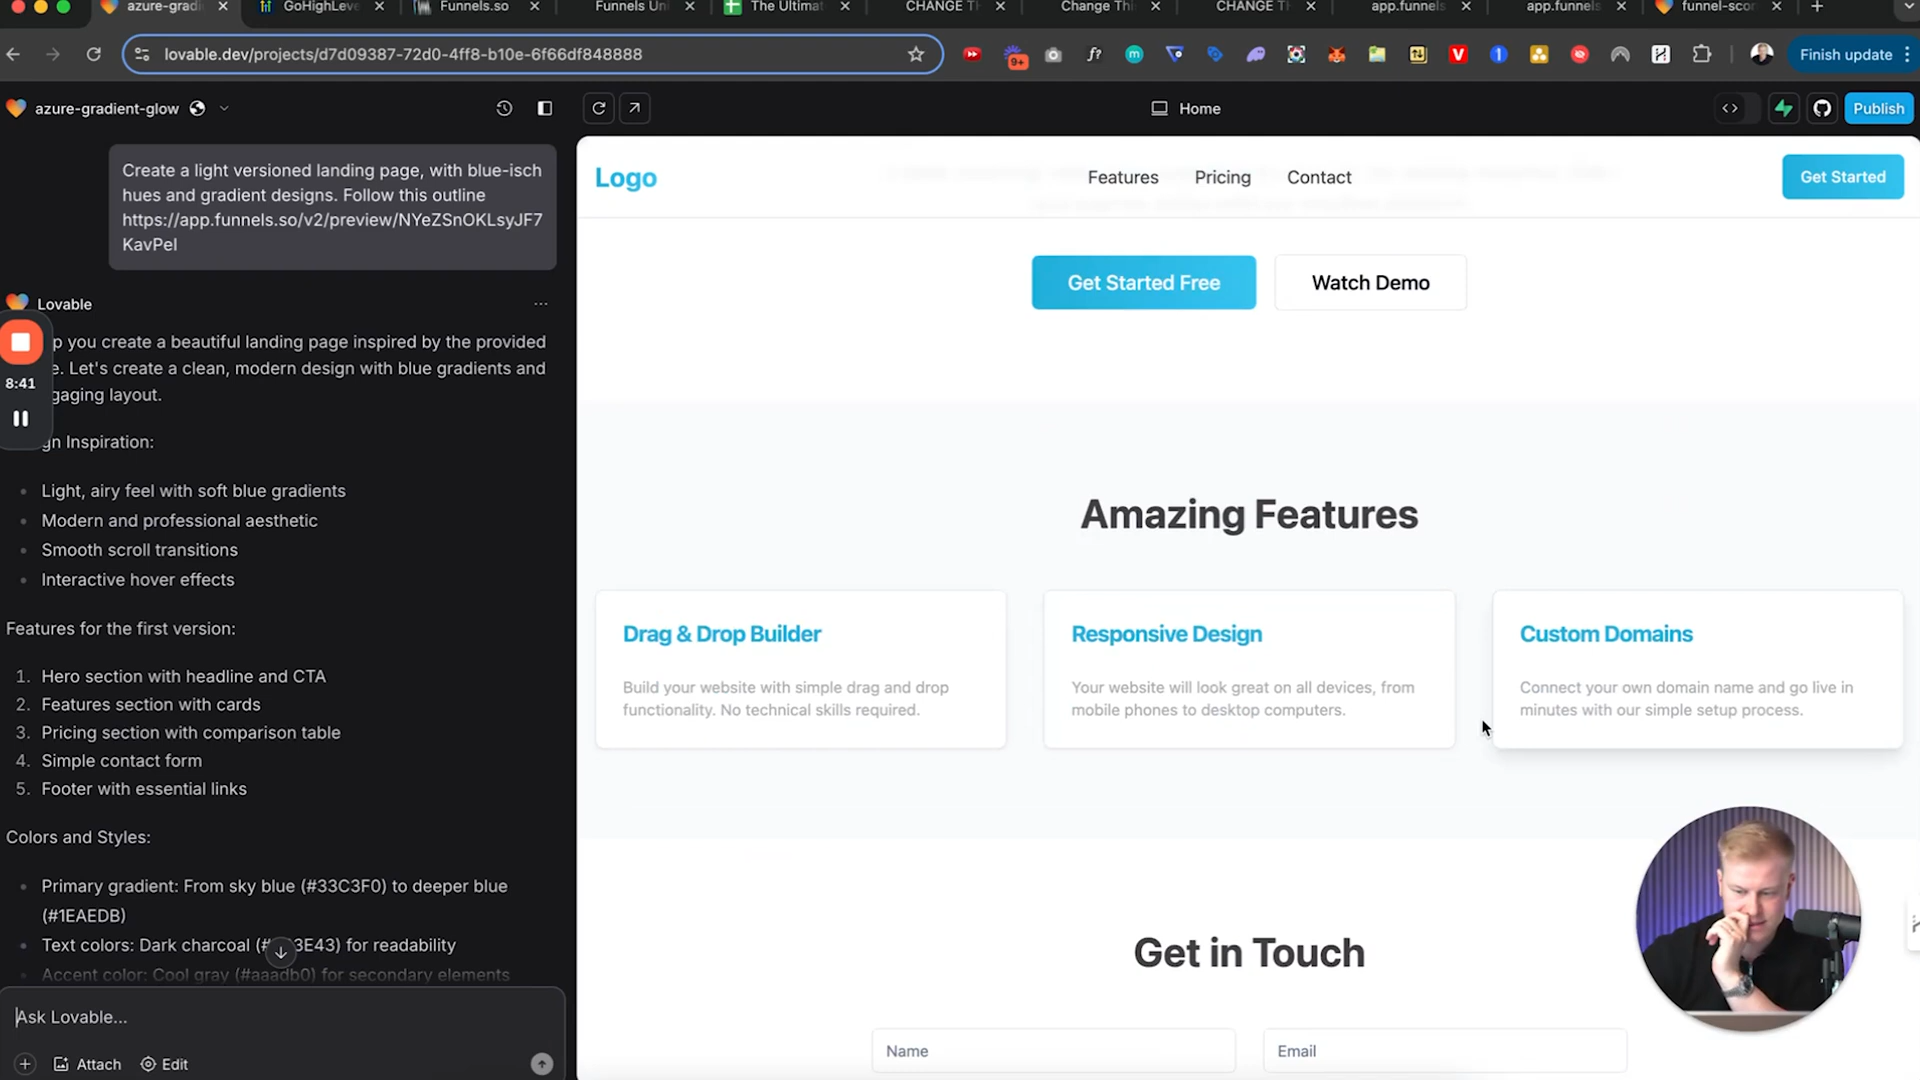 azure-gradi
GoHighLeve
Funnels.so
Funnels Unl
The Ultimat
CHANGE TH
Change Thi
CHANGE TH
app.funnels
app.funnels
funnel-scor
lovable.dev/projects/d7d09387-72d0-4ff8-b10e-6f66df848888
9+
f?
m
V
1
Finish update
azure-gradient-glow
Home
Publish
Create a light versioned landing page, with blue-isch
hues and gradient designs. Follow this outline
https://app.funnels.so/v2/preview/NYeZSnOKLsyJF7
KavPel
Lovable
p you create a beautiful landing page inspired by the provided
e. Let's create a clean, modern design with blue gradients and
gaging layout.
gn Inspiration:
Light, airy feel with soft blue gradients
Modern and professional aesthetic
Smooth scroll transitions
Interactive hover effects
Features for the first version:
1. Hero section with headline and CTA
2. Features section with cards
3. Pricing section with comparison table
4. Simple contact form
5. Footer with essential links
Colors and Styles:
Primary gradient: From sky blue (#33C3F0) to deeper blue
(#1EAEDB)
Text colors: Dark charcoal (# 3E43) for readability
Accent color: Cool gray (#aaadb0) for secondary elements
8:41
Ask Lovable...
Attach
Edit
Logo
Features
Pricing
Contact
Get Started
Get Started Free
Watch Demo
Amazing Features
Drag & Drop Builder
Build your website with simple drag and drop
functionality. No technical skills required.
Responsive Design
Your website will look great on all devices, from
mobile phones to desktop computers.
Custom Domains
Connect your own domain name and go live in
minutes with our simple setup process.
Get in Touch
Name
Email